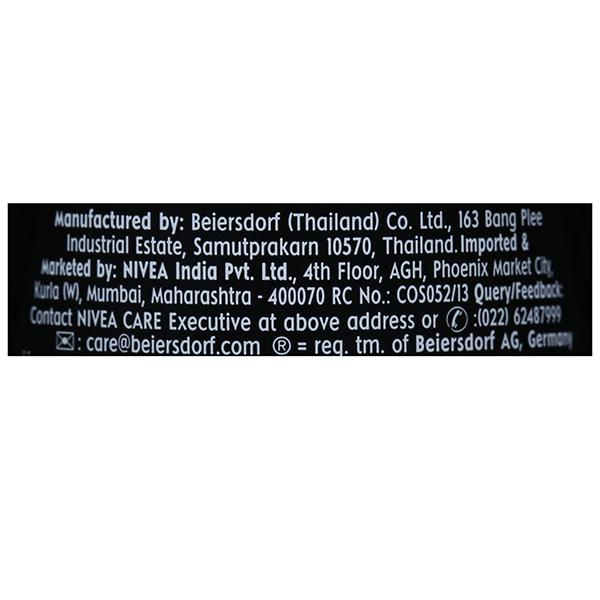 Manufactured by: Beiersdorf (Thailand) Co. Ltd., 163 Bang Plee
Industrial Estate, Samutprakarn 10570, Thailand. Imported &
Marketed by: NIVEA India Pvt. Ltd., 4th Floor, AGH, Phoenix Market City,
Kurla (W), Mumbai, Maharashtra - 400070 RC No.: COS052/13 Query/Feedback:
Contact NIVEA CARE Executive at above address or ✆ :(022) 62487999
✉ : care@beiersdorf.com ® = reg. tm. of Beiersdorf AG, Germany